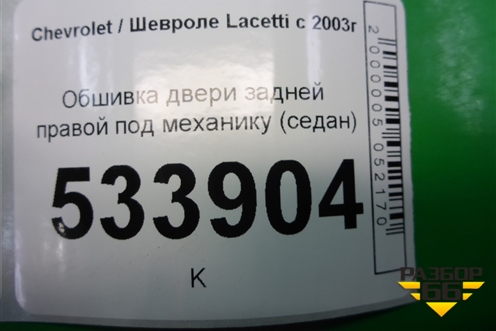 Chevrolet / Шевроле Lacetti с 2003г
Обшивка двери задней
правой под механику (седан)
533904
К
2000005052170
РАЗБОР
66